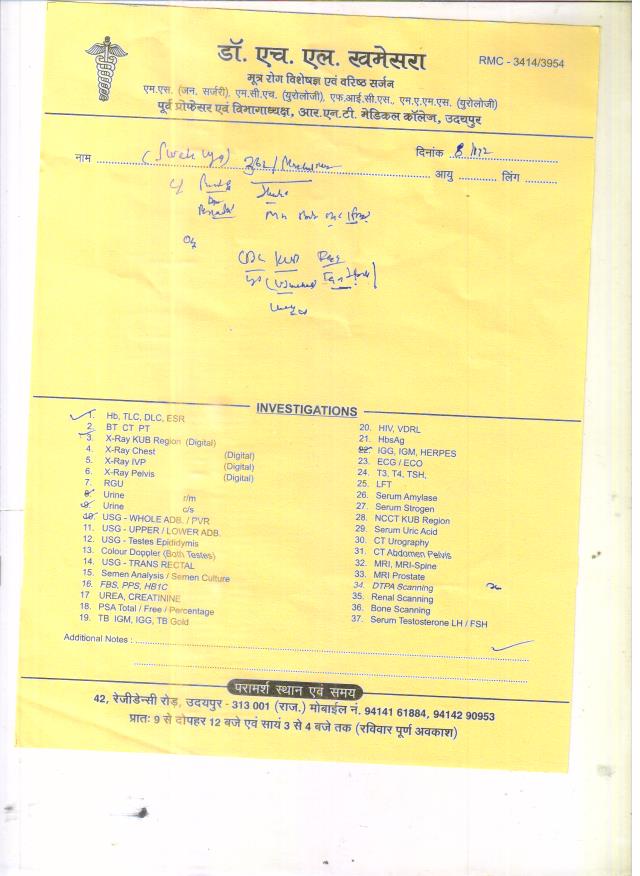 डॉ. एच. एल. खमेसरा
RMC - 3414/3954
मूत्र रोग विशेषज्ञ एवं वरिष्ठ सर्जन
एम.एस. (जन. सर्जरी), एम.सी.एच. (युरोलोजी), एफ.आई.सी.एस., एम.ए.एम.एस. (युरोलोजी)
पूर्व प्रोफेसर एवं विभागाध्यक्ष, आर.एन.टी. मेडिकल कॉलेज, उदयपुर
नाम
दिनांक
आयु
लिंग
INVESTIGATIONS
1. Hb, TLC, DLC, ESR
2. BT CT PT
3. X-Ray KUB Region (Digital)
4. X-Ray Chest (Digital)
5. X-Ray IVP (Digital)
6. X-Ray Pelvis (Digital)
7. RGU
8. Urine r/m
9. Urine c/s
10. USG - WHOLE ADB. / PVR
11. USG - UPPER / LOWER ADB.
12. USG - Testes Epididymis
13. Colour Doppler (Both Testes)
14. USG - TRANS RECTAL
15. Semen Analysis / Semen Culture
16. FBS, PPS, HB1C
17 UREA, CREATININE
18. PSA Total / Free / Percentage
19. TB IGM, IGG, TB Gold
20. HIV, VDRL
21. HbsAg
22. IGG, IGM, HERPES
23. ECG / ECO
24. T3, T4, TSH,
25. LFT
26. Serum Amylase
27. Serum Strogen
28. NCCT KUB Region
29. Serum Uric Acid
30. CT Urography
31. CT Abdomen Pelvis
32. MRI, MRI-Spine
33. MRI Prostate
34. DTPA Scanning
35. Renal Scanning
36. Bone Scanning
37. Serum Testosterone LH / FSH
Additional Notes :
परामर्श स्थान एवं समय
42, रेजीडेन्सी रोड़, उदयपुर - 313 001 (राज.) मोबाईल नं. 94141 61884, 94142 90953
प्रातः 9 से दोपहर 12 बजे एवं सायं 3 से 4 बजे तक (रविवार पूर्ण अवकाश)